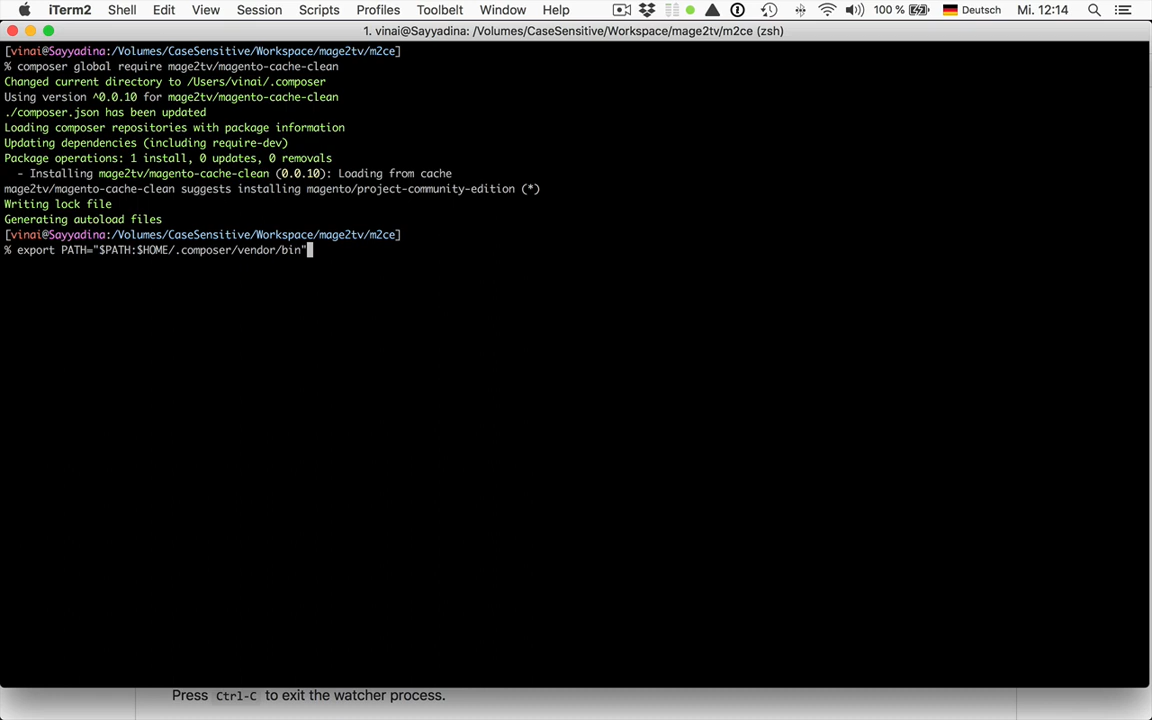 iTerm2 Shell Edit View Session Scripts Profiles Toolbelt Window Help 100 % Deutsch Mi. 12:14
1. vinai@Sayyadina: /Volumes/CaseSensitive/Workspace/mage2tv/m2ce (zsh)
[vinai@Sayyadina:/Volumes/CaseSensitive/Workspace/mage2tv/m2ce]
% composer global require mage2tv/magento-cache-clean
Changed current directory to /Users/vinai/.composer
Using version ^0.0.10 for mage2tv/magento-cache-clean
./composer.json has been updated
Loading composer repositories with package information
Updating dependencies (including require-dev)
Package operations: 1 install, 0 updates, 0 removals
- Installing mage2tv/magento-cache-clean (0.0.10): Loading from cache
mage2tv/magento-cache-clean suggests installing magento/project-community-edition (*)
Writing lock file
Generating autoload files
[vinai@Sayyadina:/Volumes/CaseSensitive/Workspace/mage2tv/m2ce]
% export PATH="$PATH:$HOME/.composer/vendor/bin"
Press Ctrl-C to exit the watcher process.